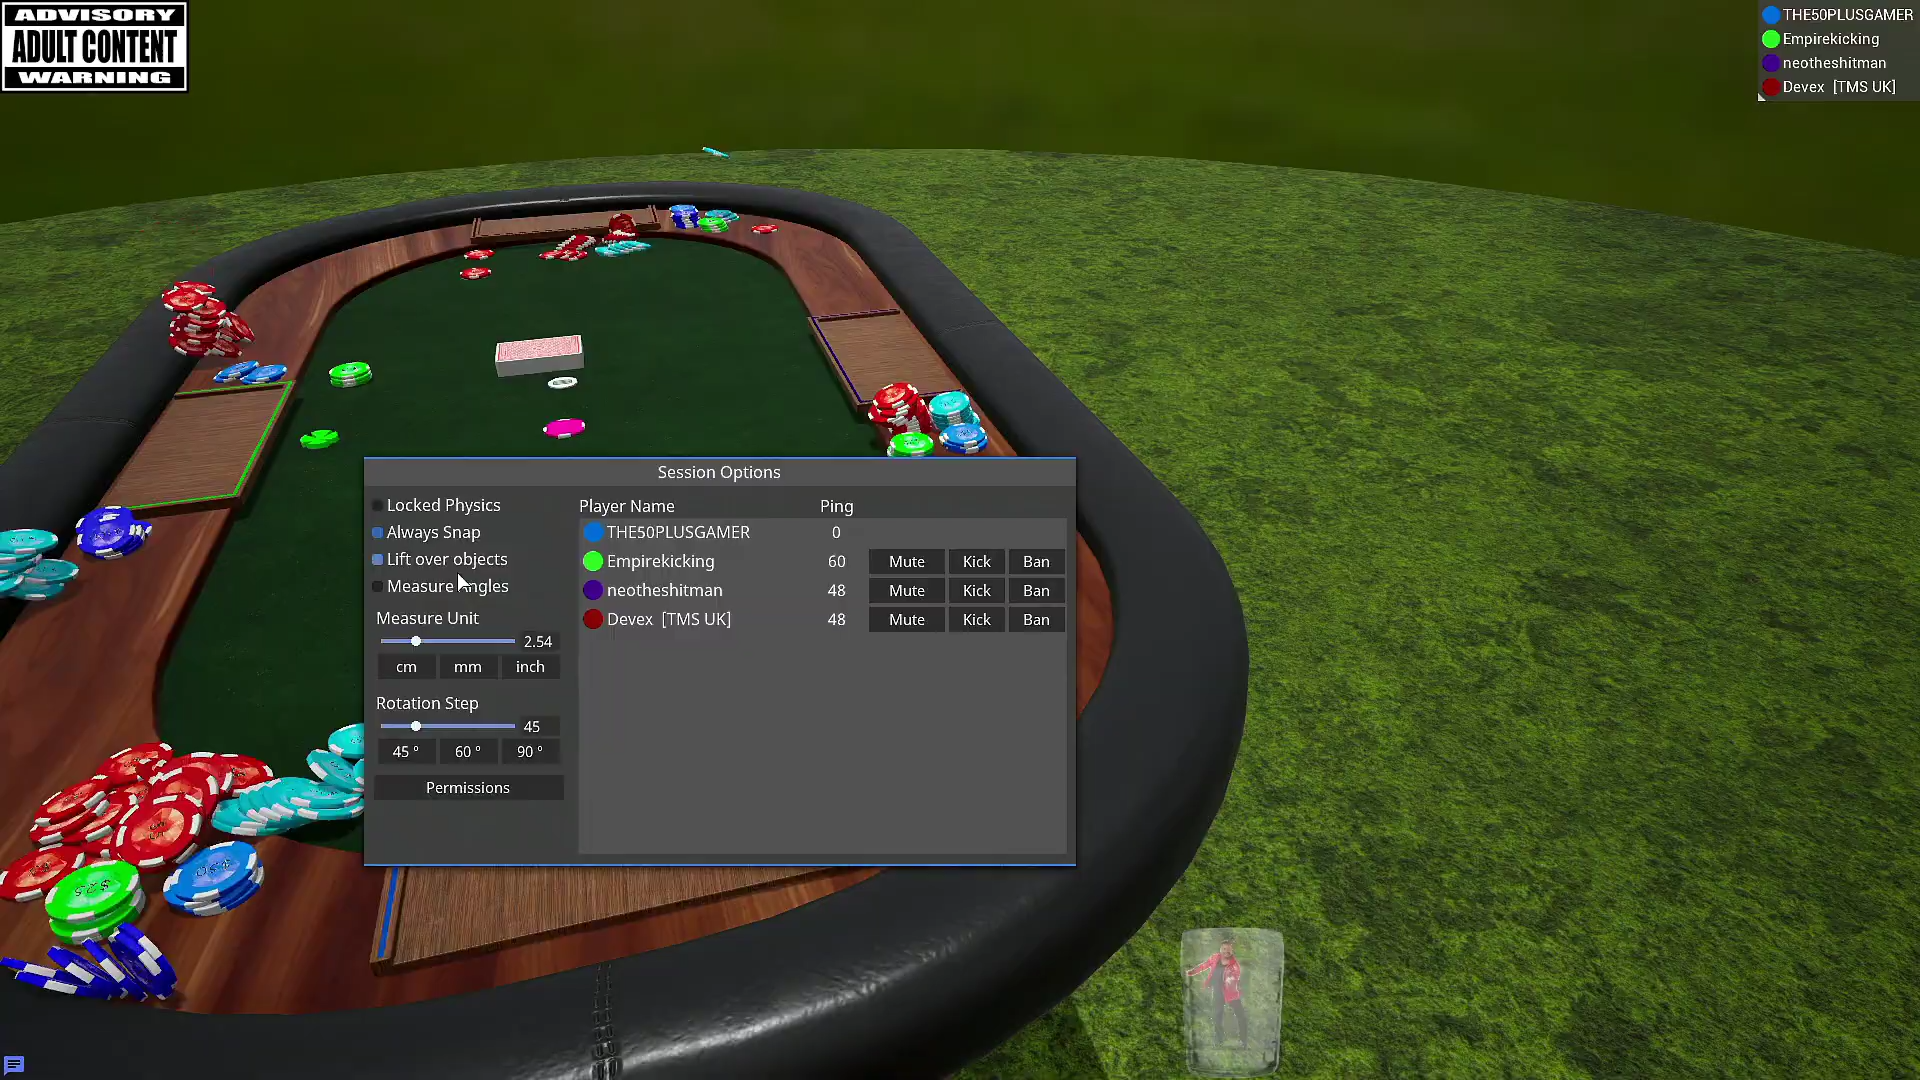 ADVISORY
ADULT CONTENT
WARNING
THE50PLUSGAMER
Empirekicking
neotheshitman
Devex [TMS UK]
Session Options
Locked Physics
Always Snap
Lift over objects
Measure Angles
Measure Unit
2.54
cm mm inch
Rotation Step
45
45 ° 60 ° 90 °
Permissions
Player Name Ping
THE50PLUSGAMER 0
Empirekicking 60 Mute Kick Ban
neotheshitman 48 Mute Kick Ban
Devex [TMS UK] 48 Mute Kick Ban